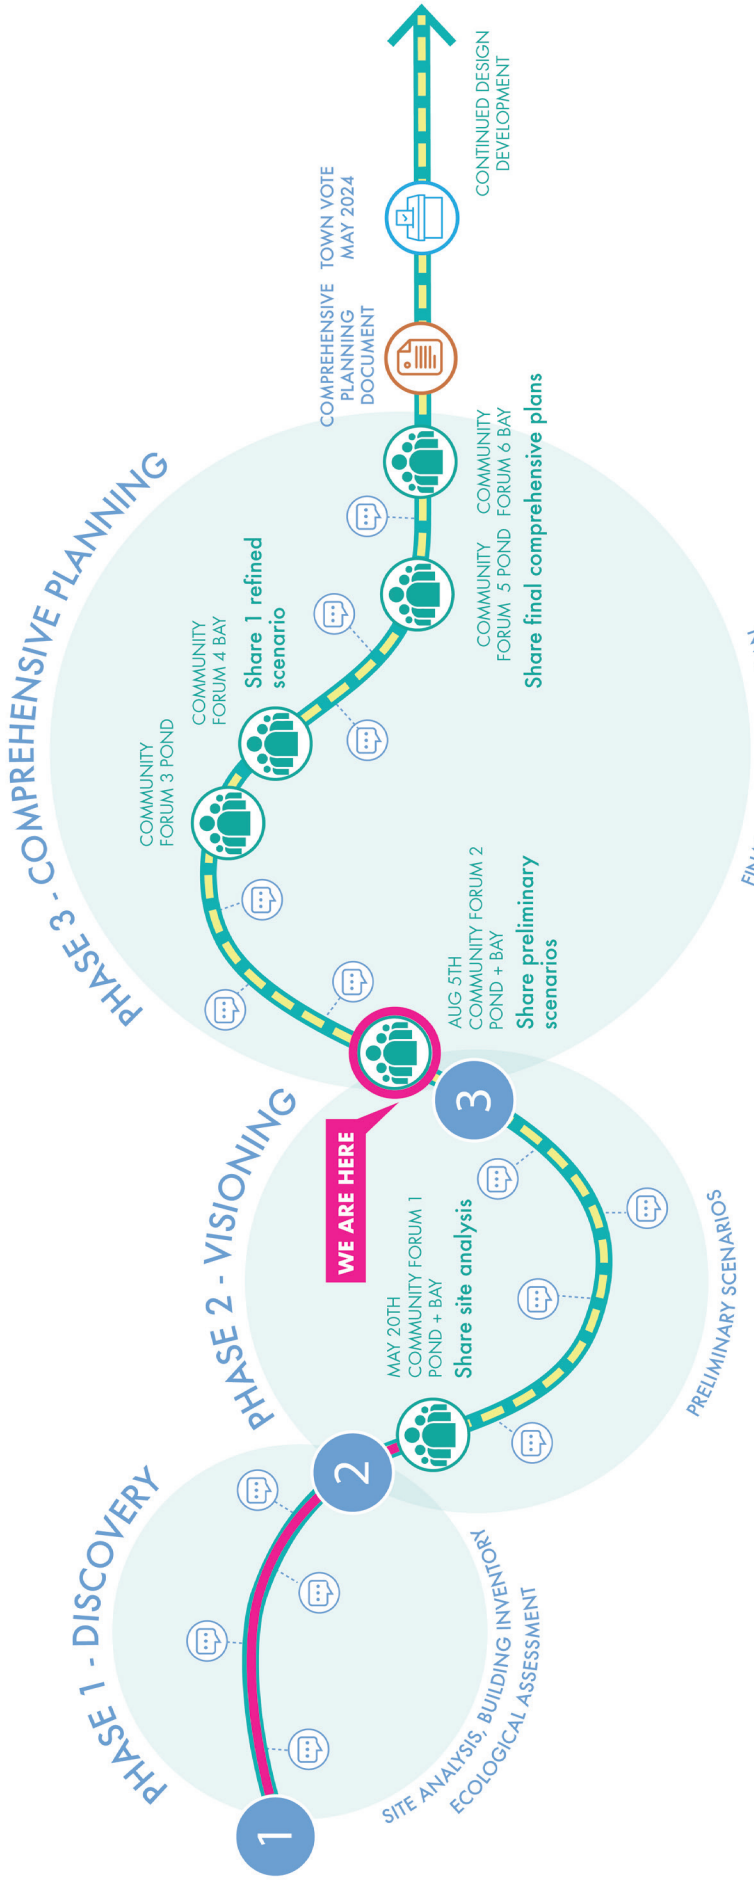 PHASE 1 - DISCOVERY
1
SITE ANALYSIS, BUILDING INVENTORY
ECOLOGICAL ASSESSMENT
PHASE 2 - VISIONING
2
MAY 20TH
COMMUNITY FORUM 1
POND + BAY
Share site analysis
PRELIMINARY SCENARIOS
WE ARE HERE
PHASE 3 - COMPREHENSIVE PLANNING
3
AUG 5TH
COMMUNITY FORUM 2
POND + BAY
Share preliminary
scenarios
COMMUNITY
FORUM 3 POND
COMMUNITY
FORUM 4 BAY
Share 1 refined
scenario
COMMUNITY
FORUM 5 POND
COMMUNITY
FORUM 6 BAY
Share final comprehensive plans
COMPREHENSIVE
PLANNING
DOCUMENT
TOWN VOTE
MAY 2024
CONTINUED DESIGN
DEVELOPMENT